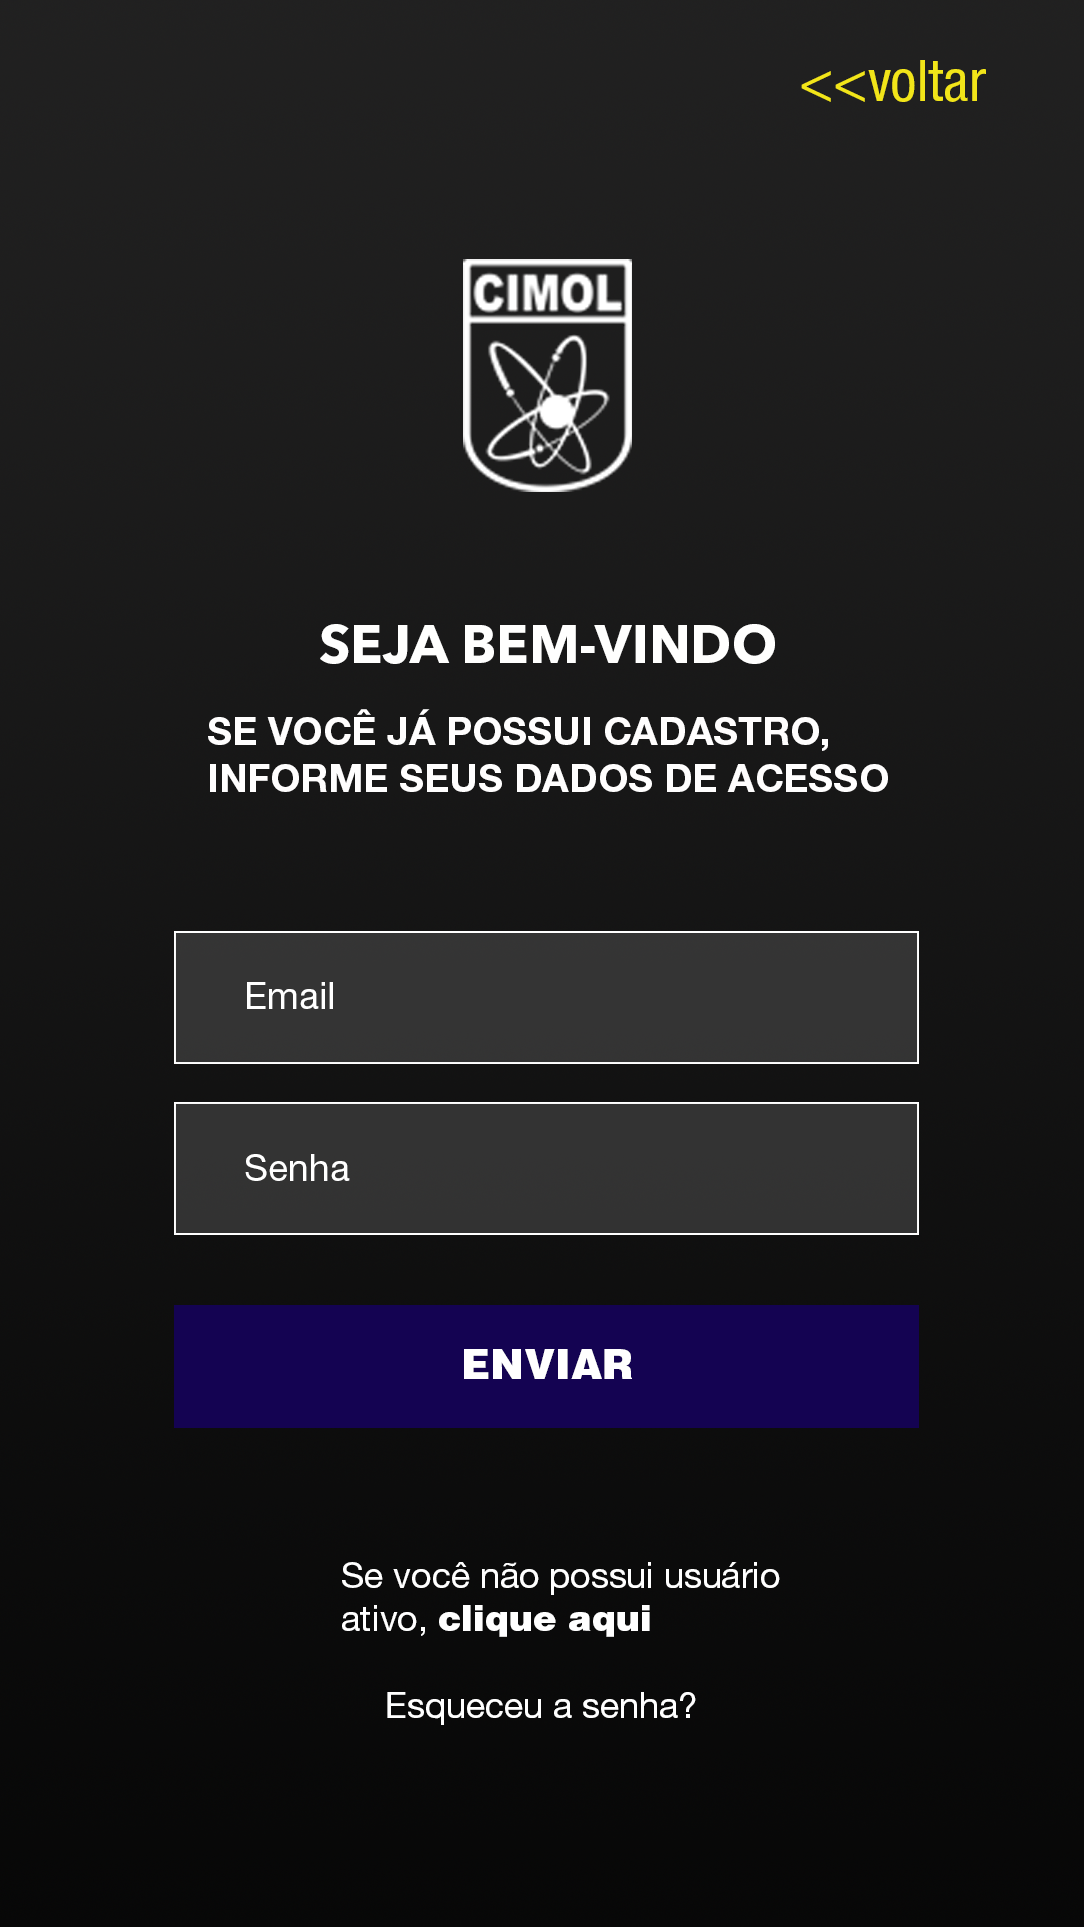 <<voltar
CIMOL
SEJA BEM-VINDO
SE VOCÊ JÁ POSSUI CADASTRO,
INFORME SEUS DADOS DE ACESSO
Email
Senha
ENVIAR
Se você não possui usuário
ativo, clique aqui
Esqueceu a senha?